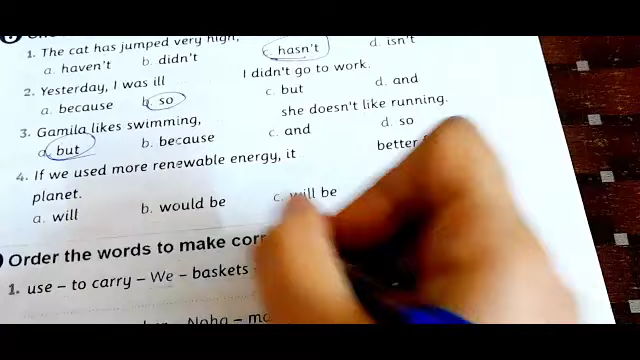 1. The cat has jumped very high,
a. haven't b. didn't c. hasn't d. isn't
2. Yesterday, I was ill I didn't go to work.
a. because b. so c. but d. and
3. Gamila likes swimming, she doesn't like running.
a. but b. because c. and d. so
4. If we used more renewable energy, it better
planet.
a. will b. would be c. will be
Order the words to make
1. use – to carry – We – baskets
– Noha –